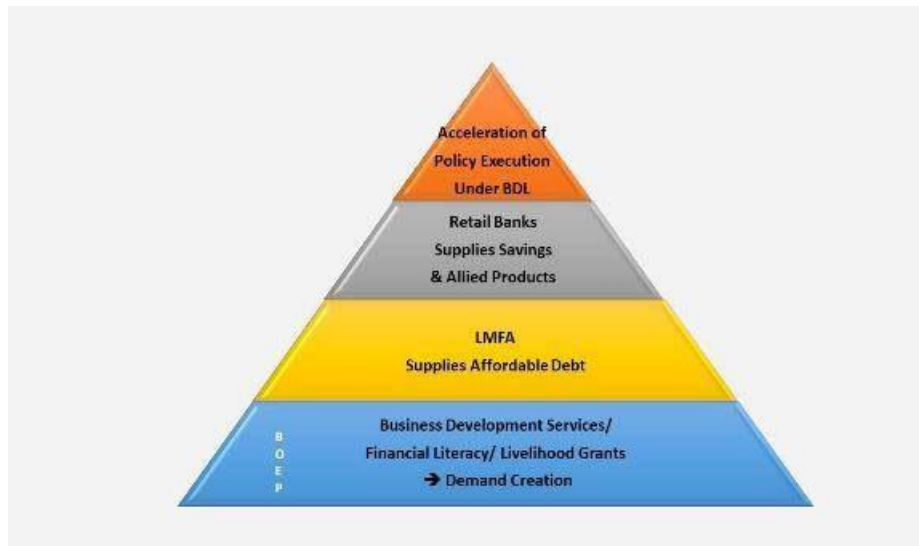 Acceleration of
Policy Execution
Under BDL
Retail Banks
Supplies Savings
& Allied Products
LMFA
Supplies Affordable Debt
B
O
E
P
Business Development Services/
Financial Literacy/ Livelihood Grants
➔ Demand Creation